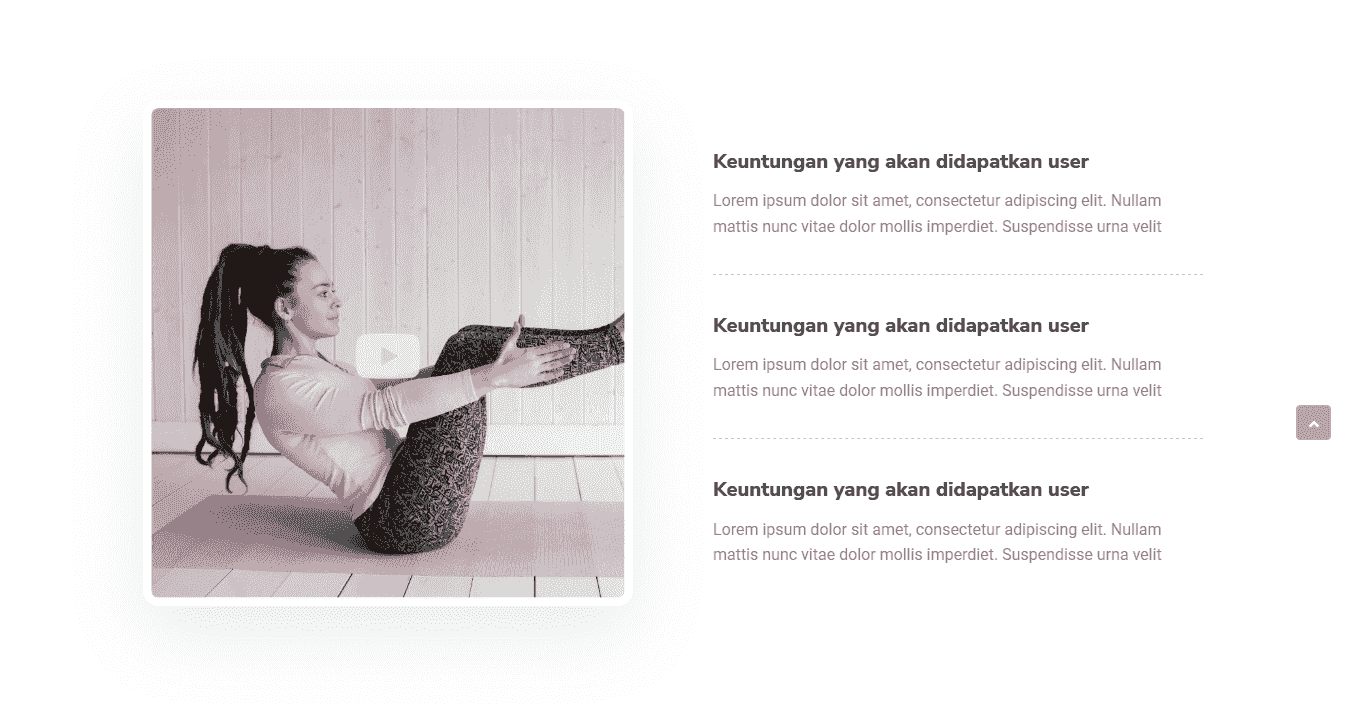 Keuntungan yang akan didapatkan user
Lorem ipsum dolor sit amet, consectetur adipiscing elit. Nullam
mattis nunc vitae dolor mollis imperdiet. Suspendisse urna velit
Keuntungan yang akan didapatkan user
Lorem ipsum dolor sit amet, consectetur adipiscing elit. Nullam
mattis nunc vitae dolor mollis imperdiet. Suspendisse urna velit
Keuntungan yang akan didapatkan user
Lorem ipsum dolor sit amet, consectetur adipiscing elit. Nullam
mattis nunc vitae dolor mollis imperdiet. Suspendisse urna velit